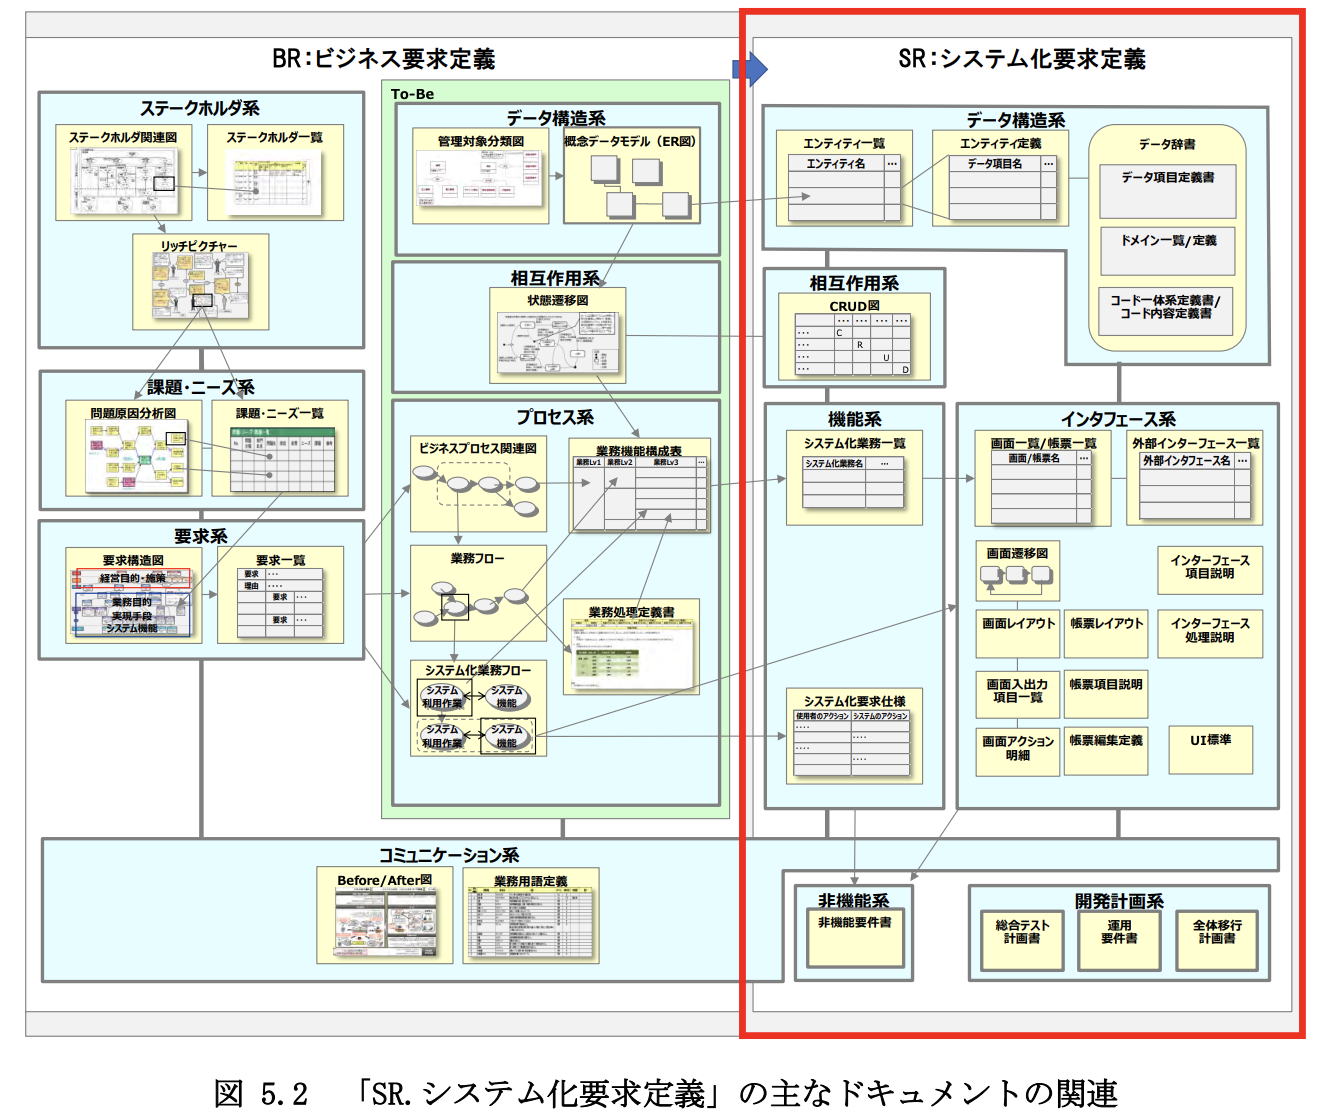 BR:ビジネス要求定義
SR:システム化要求定義
To-Be
ステークホルダ系
ステークホルダ関連図
ステークホルダ一覧
リッチピクチャー
課題・ニーズ系
問題原因分析図
課題・ニーズ一覧
要求系
要求構造図
経営目的・施策
業務目的
実現手段
システム機能
要求一覧
要求 ...
理由 ....
要求 ...
要求 ...
データ構造系
管理対象分類図
概念データモデル（ER図）
相互作用系
状態遷移図
プロセス系
ビジネスプロセス関連図
業務機能構成表
業務Lv1 業務Lv2 業務Lv3 ...
業務フロー
業務処理定義書
システム化業務フロー
システム
利用作業
システム
機能
システム
利用作業
システム
機能
コミュニケーション系
Before/After図
業務用語定義
データ構造系
エンティティ一覧
エンティティ名 ...
エンティティ定義
データ項目名 ...
データ辞書
データ項目定義書
ドメイン一覧/定義
コード一体系定義書/
コード内容定義書
相互作用系
CRUD図
... ... ... ...
... C
... R
... U
... D
機能系
システム化業務一覧
システム化業務名 ...
システム化要求仕様
使用者のアクション システムのアクション
....
....
....
....
インタフェース系
画面一覧/帳票一覧
画面/帳票名 ...
外部インターフェース一覧
外部インタフェース名 ...
画面遷移図
インターフェース
項目説明
画面レイアウト
帳票レイアウト
インターフェース
処理説明
画面入出力
項目一覧
帳票項目説明
画面アクション
明細
帳票編集定義
UI標準
非機能系
非機能要件書
開発計画系
総合テスト
計画書
運用
要件書
全体移行
計画書
図 5.2 「SR.システム化要求定義」の主なドキュメントの関連